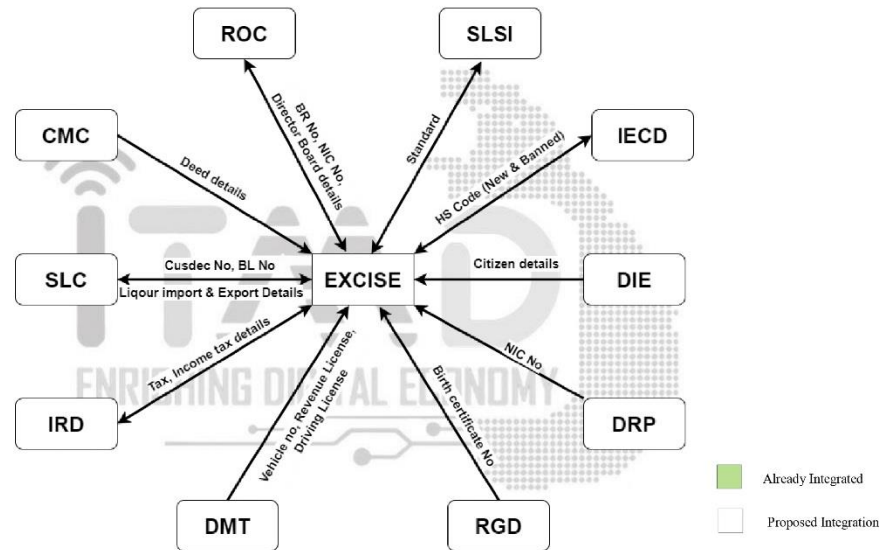 ROC
SLSI
CMC
IECD
BR No, NIC No,
Director Board details
Standard
Deed details
HS Code (New & Banned)
SLC
Cusdec No, BL No
Liqour import & Export Details
EXCISE
Citizen details
DIE
ITMD
ENRICHING DIGITAL ECONOMY
Tax, Income tax details
Vehicle no, Revenue License,
Driving License
Birth certificate No
NIC No
IRD
DRP
DMT
RGD
Already Integrated
Proposed Integration